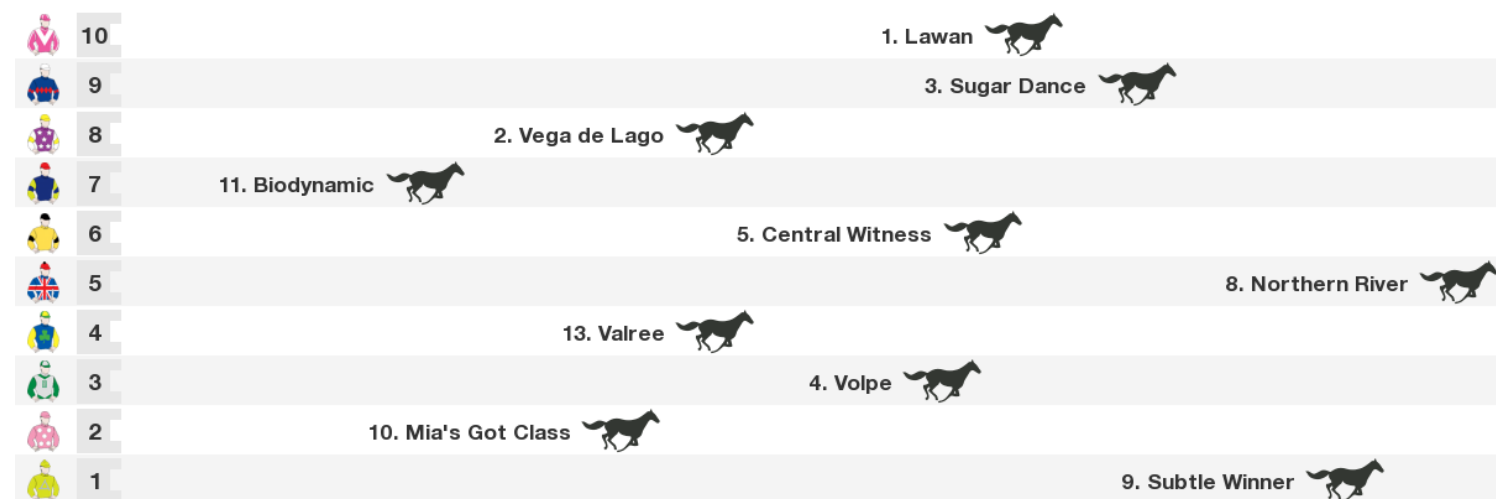 10 1. Lawan
9 3. Sugar Dance
8 2. Vega de Lago
7 11. Biodynamic
6 5. Central Witness
5 8. Northern River
4 13. Valree
3 4. Volpe
2 10. Mia's Got Class
1 9. Subtle Winner